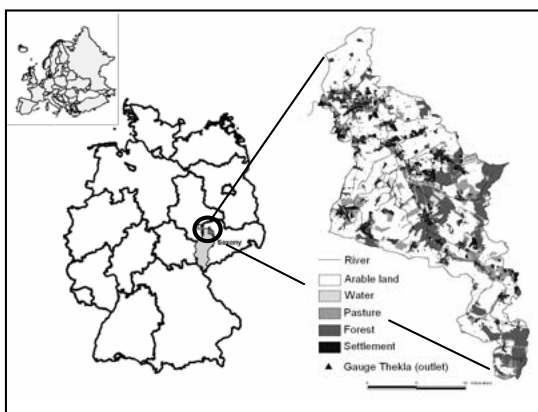 Saxony
River
Arable land
Water
Pasture
Forest
Settlement
Gauge Thekla (outlet)